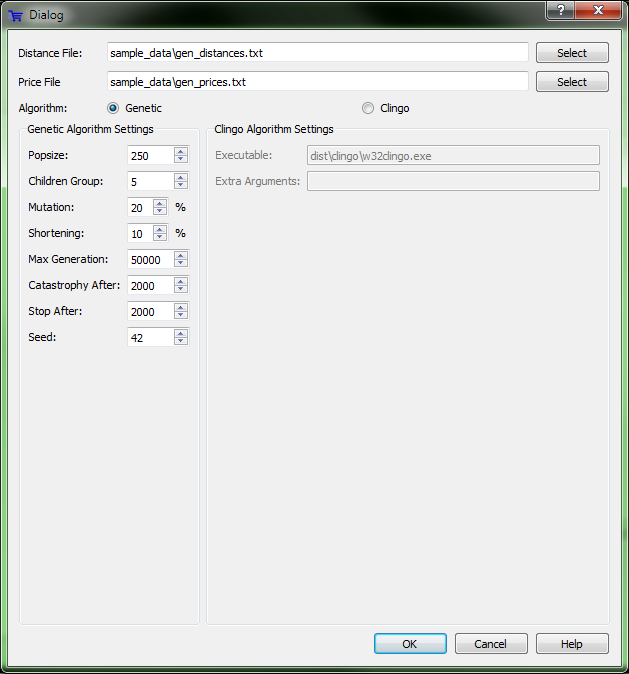 Dialog ?
Distance File: sample_data\gen_distances.txt Select
Price File sample_data\gen_prices.txt Select
Algorithm: Genetic Clingo
Genetic Algorithm Settings Clingo Algorithm Settings
Popsize: 250 Executable: dist\clingo\w32clingo.exe
Children Group: 5 Extra Arguments:
Mutation: 20 %
Shortening: 10 %
Max Generation: 50000
Catastrophy After: 2000
Stop After: 2000
Seed: 42
OK Cancel Help